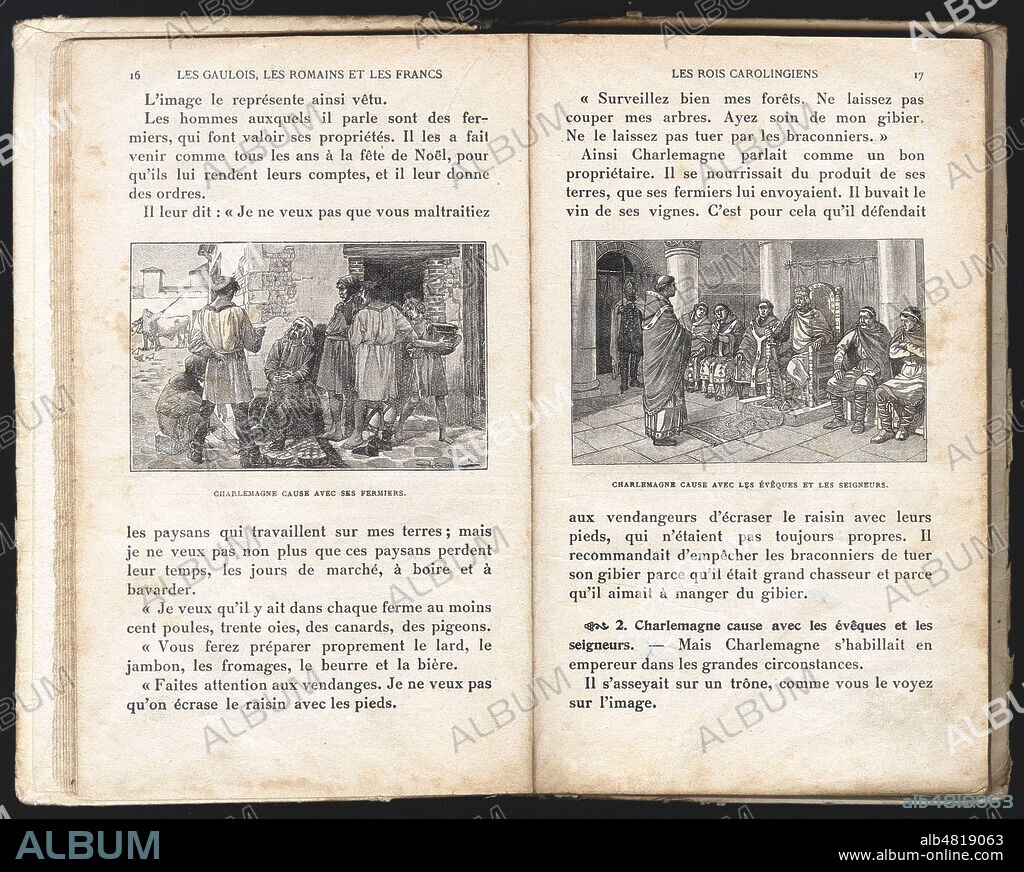 16 LES GAULOIS, LES ROMAINS ET LES FRANCS
L'image le représente ainsi vêtu.
Les hommes auxquels il parle sont des fer-
miers, qui font valoir ses propriétés. Il les a fait
venir comme tous les ans à la fête de Noël, pour
qu'ils lui rendent leurs comptes, et il leur donne
des ordres.
Il leur dit : « Je ne veux pas que vous maltraitiez
CHARLEMAGNE CAUSE AVEC SES FERMIERS.
les paysans qui travaillent sur mes terres ; mais
je ne veux pas non plus que ces paysans perdent
leur temps, les jours de marché, à boire et à
bavarder.
« Je veux qu'il y ait dans chaque ferme au moins
cent poules, trente oies, des canards, des pigeons.
« Vous ferez préparer proprement le lard, le
jambon, les fromages, le beurre et la bière.
« Faites attention aux vendanges. Je ne veux pas
qu'on écrase le raisin avec les pieds.
LES ROIS CAROLINGIENS 17
« Surveillez bien mes forêts. Ne laissez pas
couper mes arbres. Ayez soin de mon gibier.
Ne le laissez pas tuer par les braconniers. »
Ainsi Charlemagne parlait comme un bon
propriétaire. Il se nourrissait du produit de ses
terres, que ses fermiers lui envoyaient. Il buvait le
vin de ses vignes. C'est pour cela qu'il défendait
CHARLEMAGNE CAUSE AVEC LES ÉVÊQUES ET LES SEIGNEURS.
aux vendangeurs d'écraser le raisin avec leurs
pieds, qui n'étaient pas toujours propres. Il
recommandait d'empêcher les braconniers de tuer
son gibier parce qu'il était grand chasseur et parce
qu'il aimait à manger du gibier.
2. Charlemagne cause avec les évêques et les
seigneurs. — Mais Charlemagne s'habillait en
empereur dans les grandes circonstances.
Il s'asseyait sur un trône, comme vous le voyez
sur l'image.
alb4819063
ALBUM
alb4819063
www.album-online.com